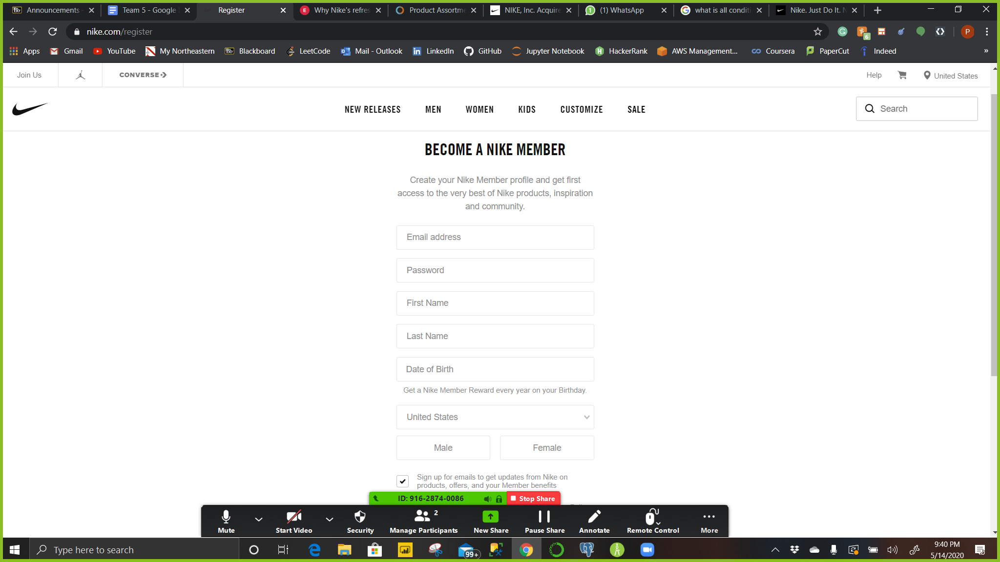 Announcements
Team 5 - Google
Register
Why Nike's refres
Product Assortme
NIKE, Inc. Acquire
(1) WhatsApp
what is all conditi
Nike. Just Do It. N
nike.com/register
6
P
Apps
Gmail
YouTube
My Northeastern
Blackboard
LeetCode
Mail - Outlook
LinkedIn
GitHub
Jupyter Notebook
HackerRank
AWS Management...
Coursera
PaperCut
Indeed
»
Join Us
CONVERSE
Help
United States
NEW RELEASES
MEN
WOMEN
KIDS
CUSTOMIZE
SALE
Search
BECOME A NIKE MEMBER
Create your Nike Member profile and get first
access to the very best of Nike products, inspiration
and community.
Email address
Password
First Name
Last Name
Date of Birth
Get a Nike Member Reward every year on your Birthday.
United States
Male
Female
Sign up for emails to get updates from Nike on
products, offers, and your Member benefits
ID: 916-2874-0086
Stop Share
Mute
Start Video
Security
2
Manage Participants
New Share
Pause Share
Annotate
Remote Control
More
Type here to search
99+
9:40 PM
5/14/2020